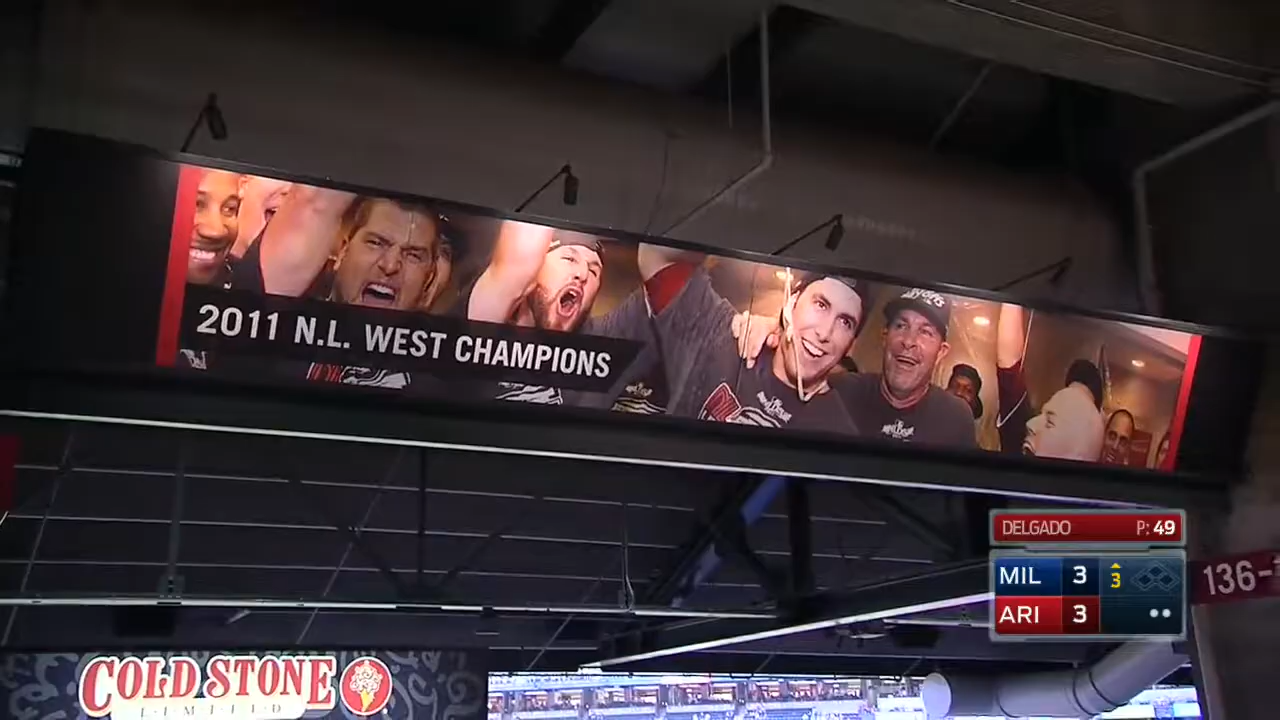 2011 N.L. WEST CHAMPIONS
DELGADO P: 49
MIL 3 3
ARI 3
136-
COLD STONE